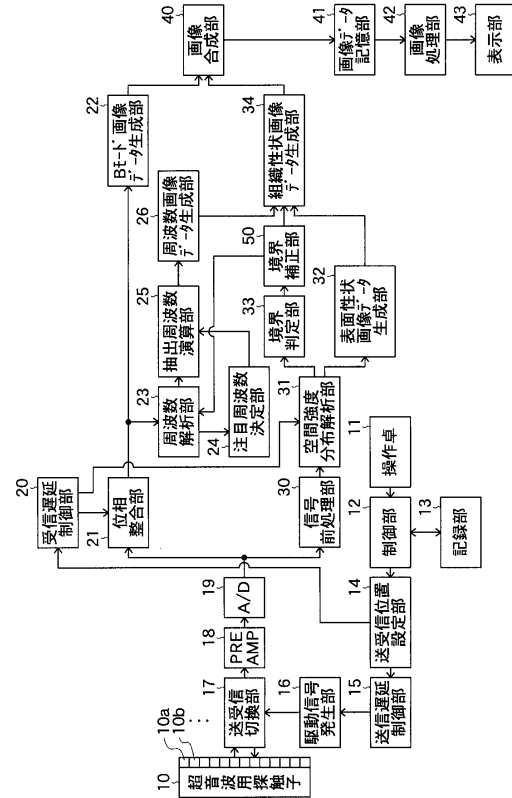 10
10a
10b
超音波用探触子
17
送受信
切換部
18
PRE
AMP
19
A/D
16
駆動信号
発生部
15
送信遅延
制御部
14
送受信位置
設定部
12
制御部
11
操作卓
13
記録部
20
受信遅延
制御部
21
位相
整合部
30
信号
前処理部
31
空間強度
分布解析部
23
周波数
解析部
24
注目周波数
決定部
25
抽出周波数
演算部
26
周波数画像
データ生成部
33
境界
判定部
50
境界
補正部
32
表面性状
画像データ
生成部
22
Bモード画像
データ生成部
34
組織性状画像
データ生成部
40
画像
合成部
41
画像データ
記憶部
42
画像
処理部
43
表示部